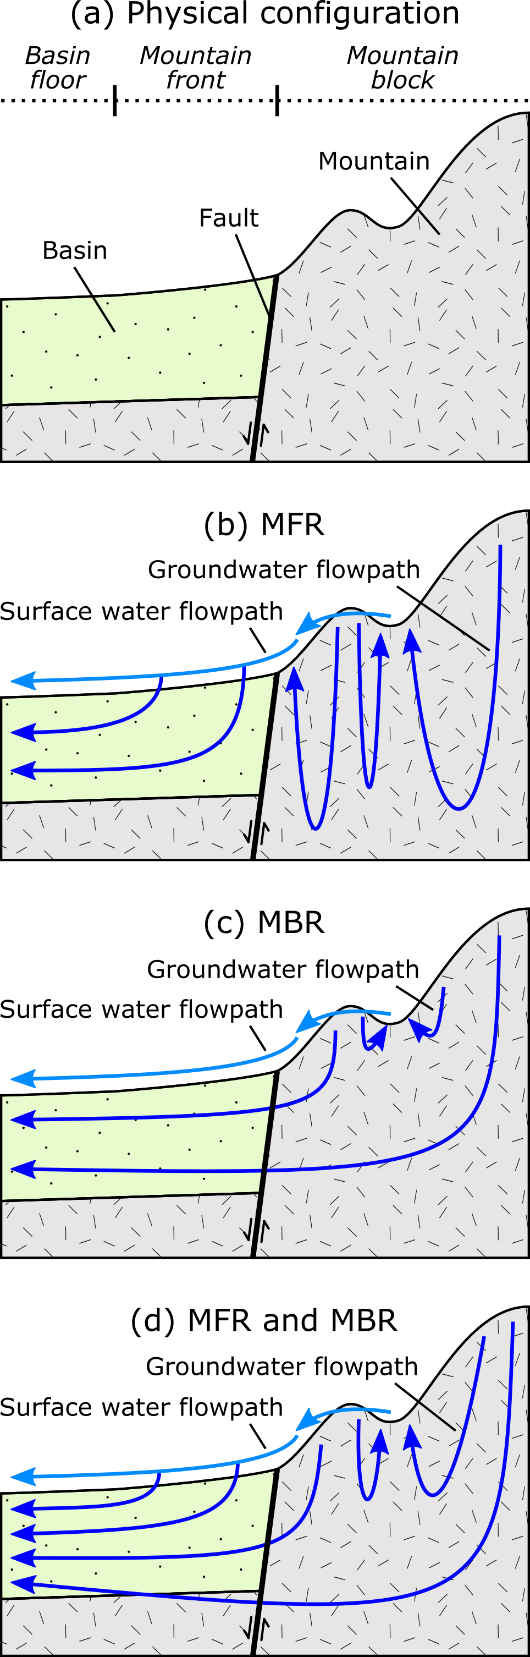 (a) Physical configuration
Basin floor
Mountain front
Mountain block
Mountain
Fault
Basin
(b) MFR
Groundwater flowpath
Surface water flowpath
(c) MBR
Groundwater flowpath
Surface water flowpath
(d) MFR and MBR
Groundwater flowpath
Surface water flowpath